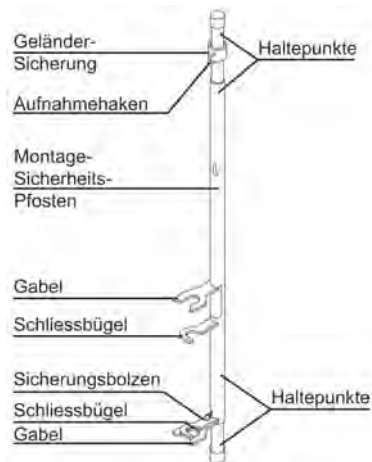 Geländer-
Sicherung
Haltepunkte
Aufnahmehaken
Montage-
Sicherheits-
Pfosten
Gabel
Schliessbügel
Sicherungsbolzen
Schliessbügel
Haltepunkte
Gabel